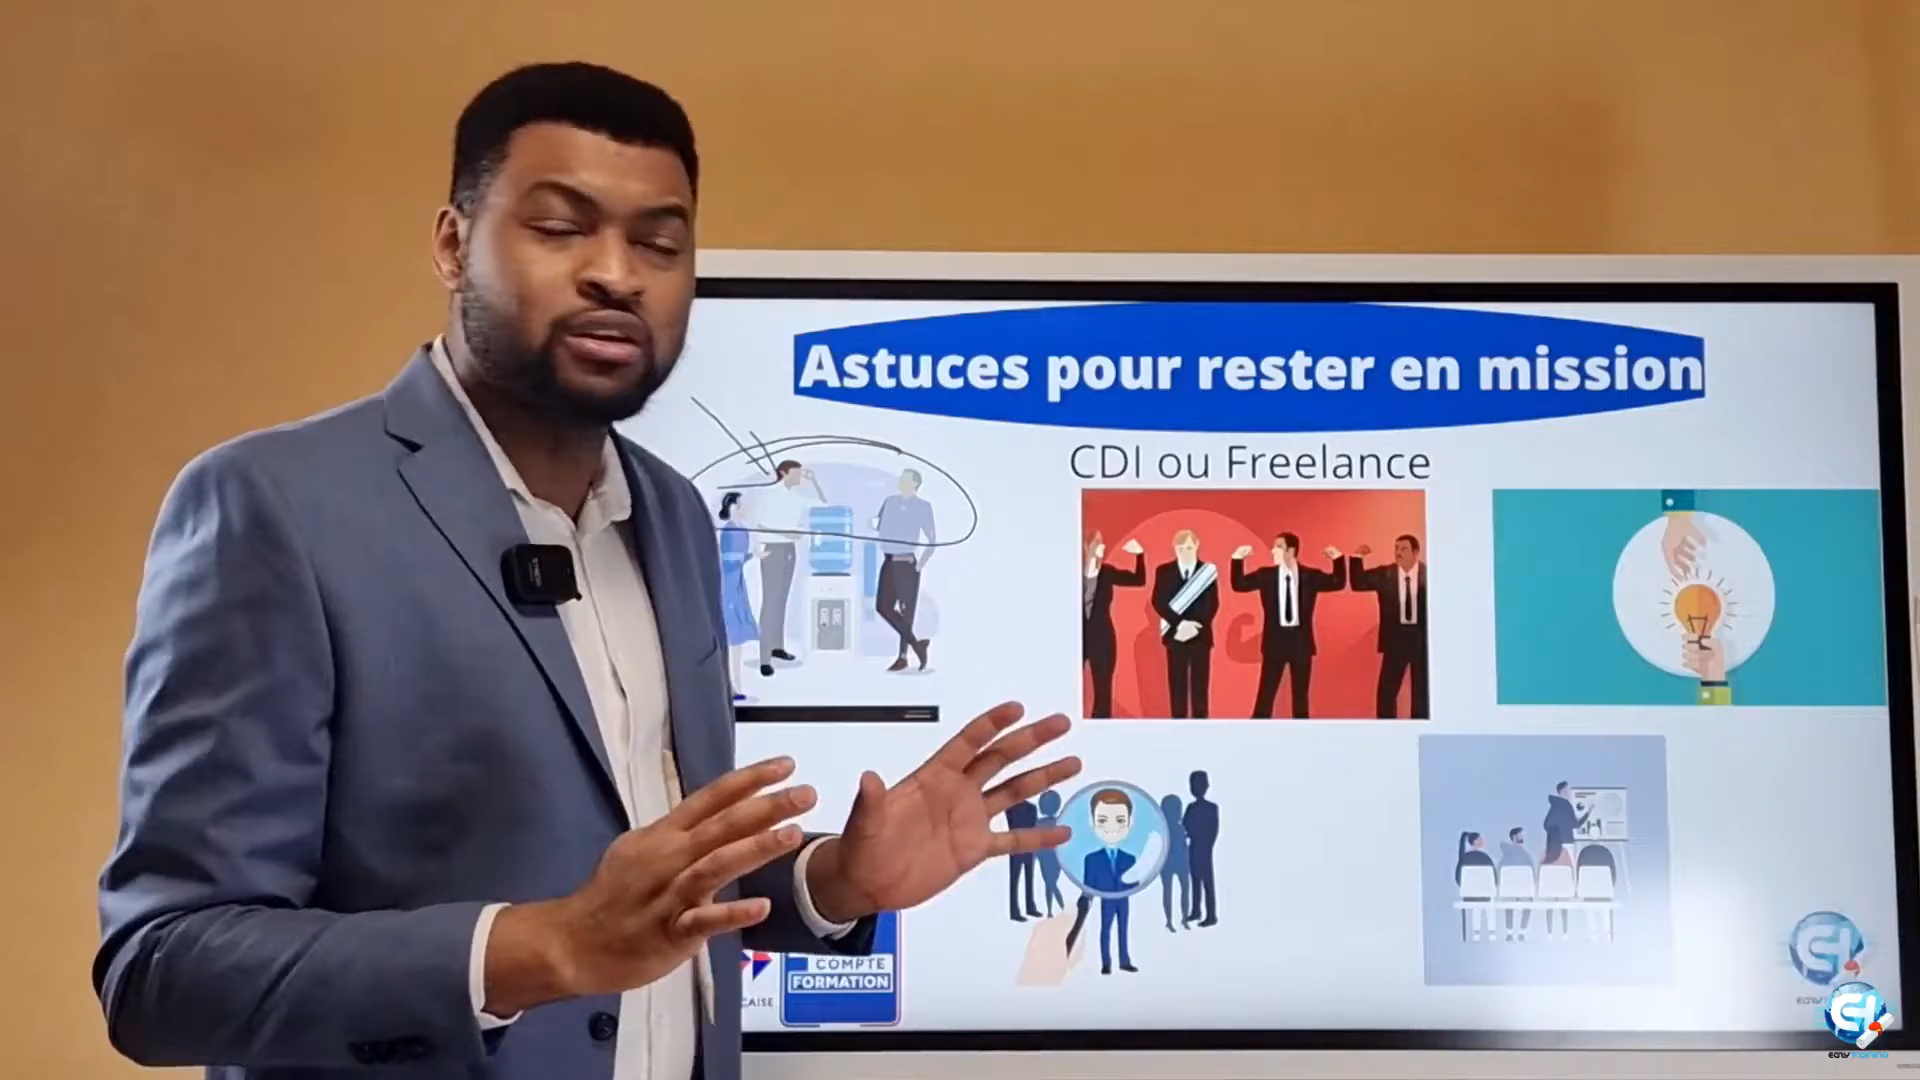 Astuces pour rester en mission
CDI ou Freelance
COMPTE
FORMATION
CAISE